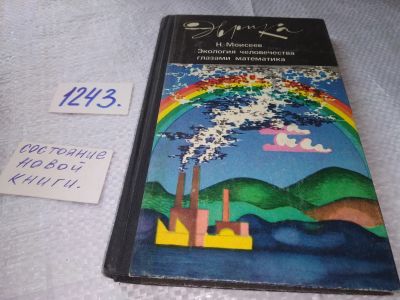 Эврика
Н. Моисеев
Экология человечества
глазами математика
1243.
состояние
новой
книги.